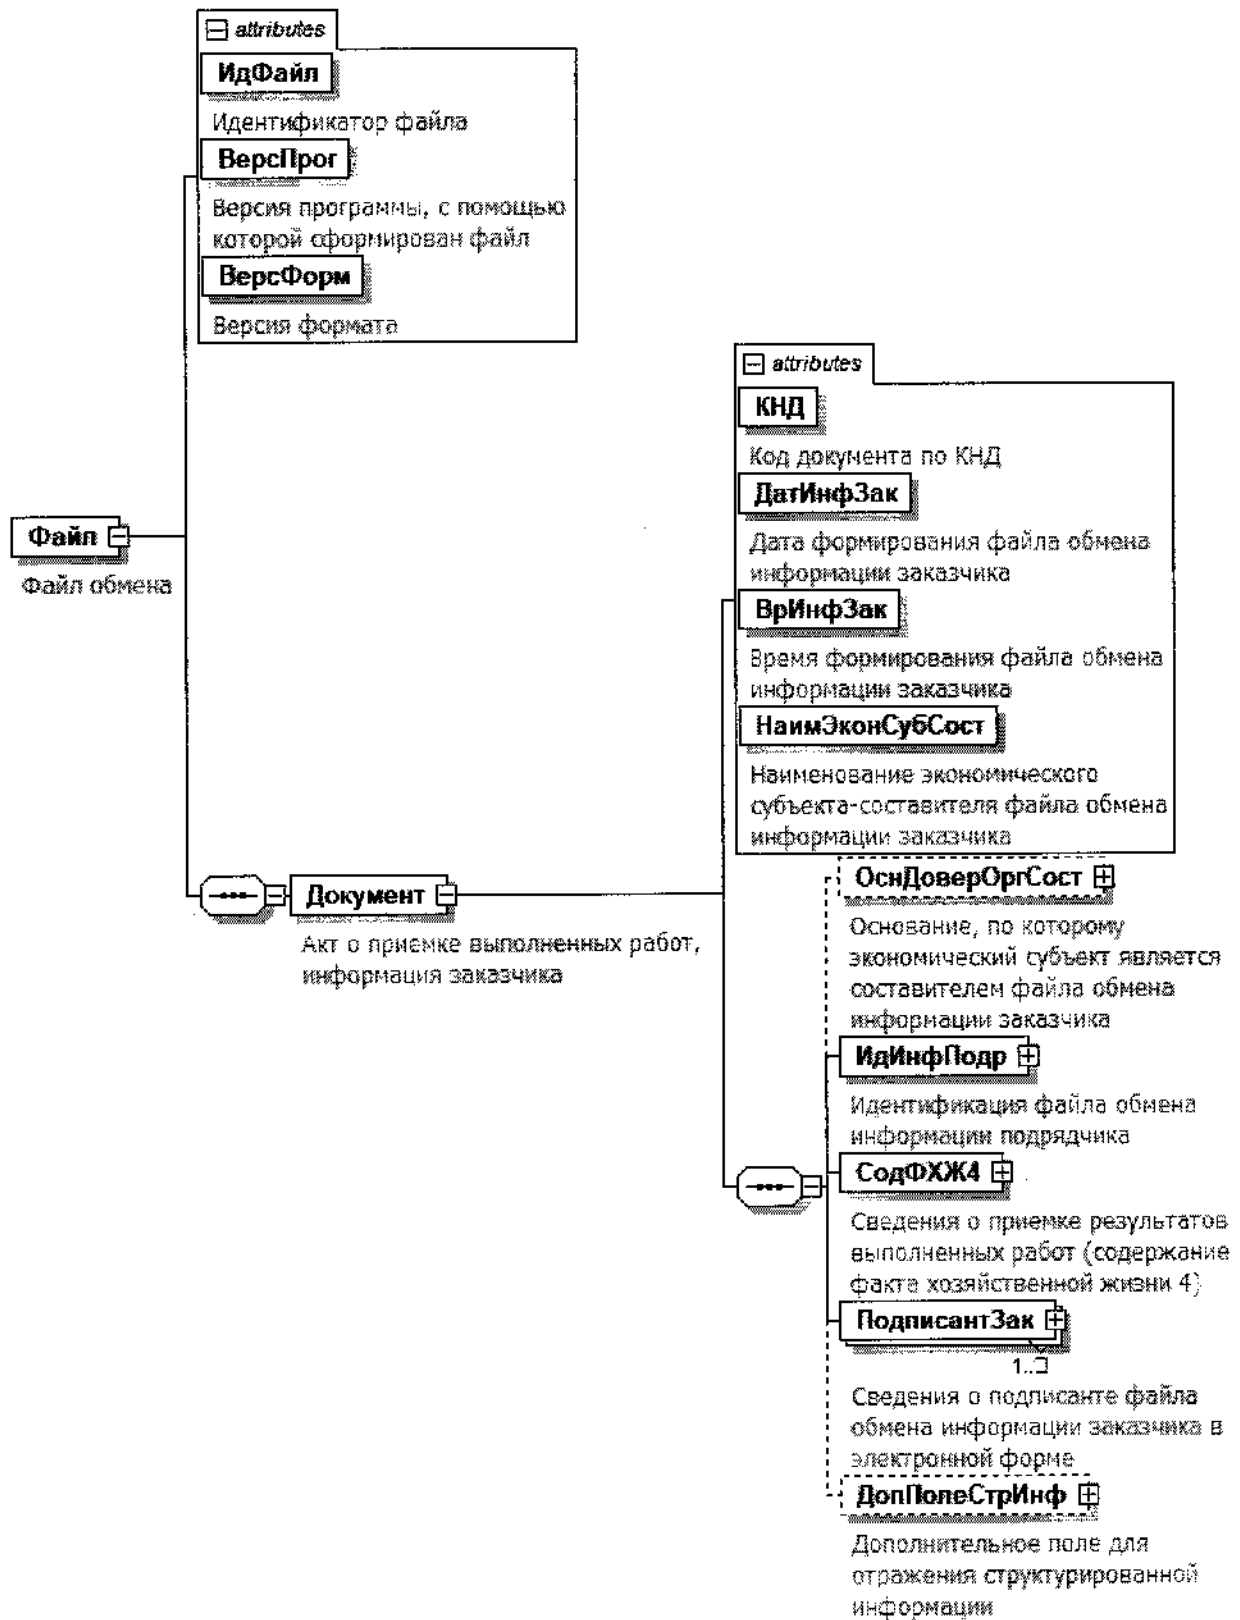 attributes
ИдФайл
Идентификатор файла
ВерсПрог
Версия программы, с помощью
которой сформирован файл
ВерсФорм
Версия формата
Файл
Файл обмена
Документ
Акт о приемке выполненных работ,
информация заказчика
attributes
КНД
Код документа по КНД
ДатИнфЗак
Дата формирования файла обмена
информации заказчика
ВрИнфЗак
Время формирования файла обмена
информации заказчика
НаимЭконСубСост
Наименование экономического
субъекта-составителя файла обмена
информации заказчика
ОснДоверОргСост
Основание, по которому
экономический субъект является
составителем файла обмена
информации заказчика
ИдИнфПодр
Идентификация файла обмена
информации подрядчика
СодФХЖ4
Сведения о приемке результатов
выполненных работ (содержание
факта хозяйственной жизни 4)
ПодписантЗак
1..
Сведения о подписанте файла
обмена информации заказчика в
электронной форме
ДопПолеСтрИнф
Дополнительное поле для
отражения структурированной
информации